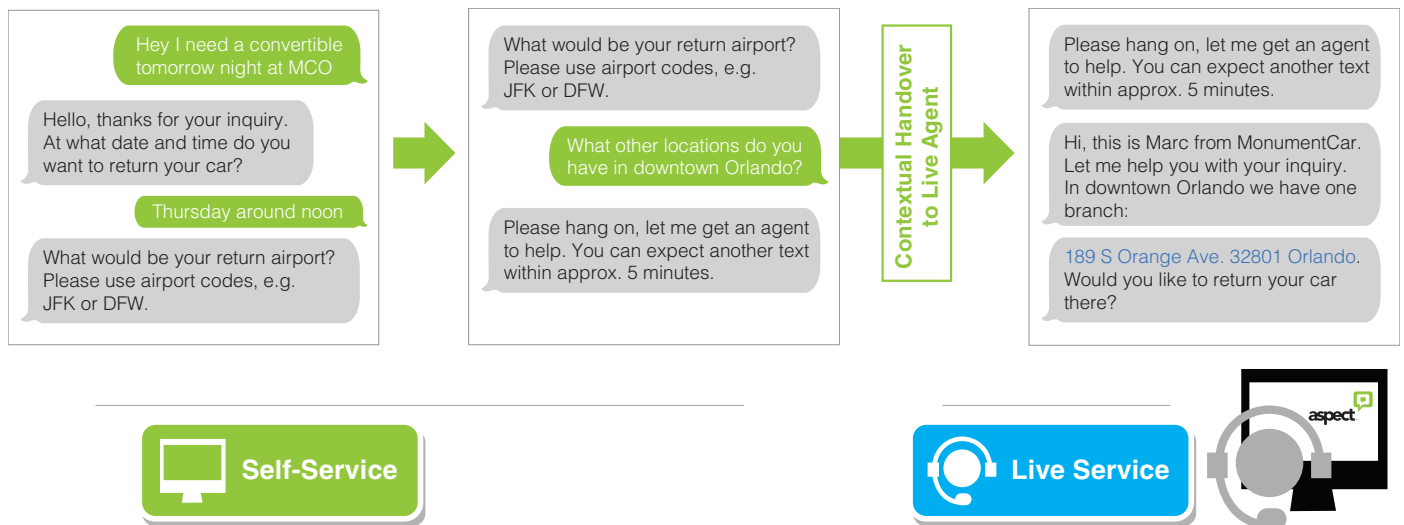 Hey I need a convertible
tomorrow night at MCO
Hello, thanks for your inquiry.
At what date and time do you
want to return your car?
Thursday around noon
What would be your return airport?
Please use airport codes, e.g.
JFK or DFW.
What would be your return airport?
Please use airport codes, e.g.
JFK or DFW.
What other locations do you
have in downtown Orlando?
Please hang on, let me get an agent
to help. You can expect another text
within approx. 5 minutes.
Contextual Handover
to Live Agent
Please hang on, let me get an agent
to help. You can expect another text
within approx. 5 minutes.
Hi, this is Marc from MonumentCar.
Let me help you with your inquiry.
In downtown Orlando we have one
branch:
189 S Orange Ave. 32801 Orlando.
Would you like to return your car
there?
Self-Service
Live Service
aspect